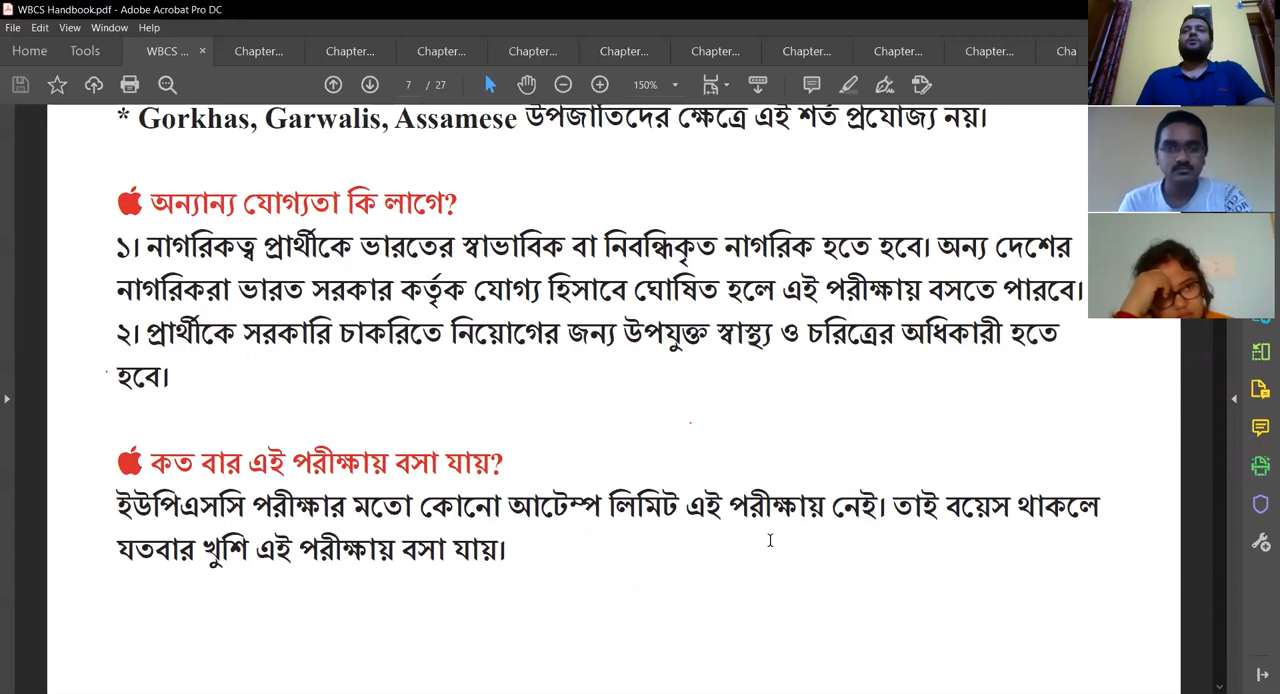 WBCS Handbook.pdf - Adobe Acrobat Pro DC
File Edit View Window Help
Home Tools WBCS ... × Chapter... Chapter... Chapter... Chapter... Chapter... Chapter... Chapter... Chapter... Chapter... Cha
7 / 27 150%
* Gorkhas, Garwalis, Assamese উপজাতিদের ক্ষেত্রে এই শর্ত প্রযোজ্য নয়।
অন্যান্য যোগ্যতা কি লাগে?
১। নাগরিকত্ব প্রার্থীকে ভারতের স্বাভাবিক বা নিবন্ধিকৃত নাগরিক হতে হবে। অন্য দেশের
নাগরিকরা ভারত সরকার কর্তৃক যোগ্য হিসাবে ঘোষিত হলে এই পরীক্ষায় বসতে পারবে।
২। প্রার্থীকে সরকারি চাকরিতে নিয়োগের জন্য উপযুক্ত স্বাস্থ্য ও চরিত্রের অধিকারী হতে
হবে।
কত বার এই পরীক্ষায় বসা যায়?
ইউপিএসসি পরীক্ষার মতো কোনো আটেম্প লিমিট এই পরীক্ষায় নেই। তাই বয়েস থাকলে
যতবার খুশি এই পরীক্ষায় বসা যায়।